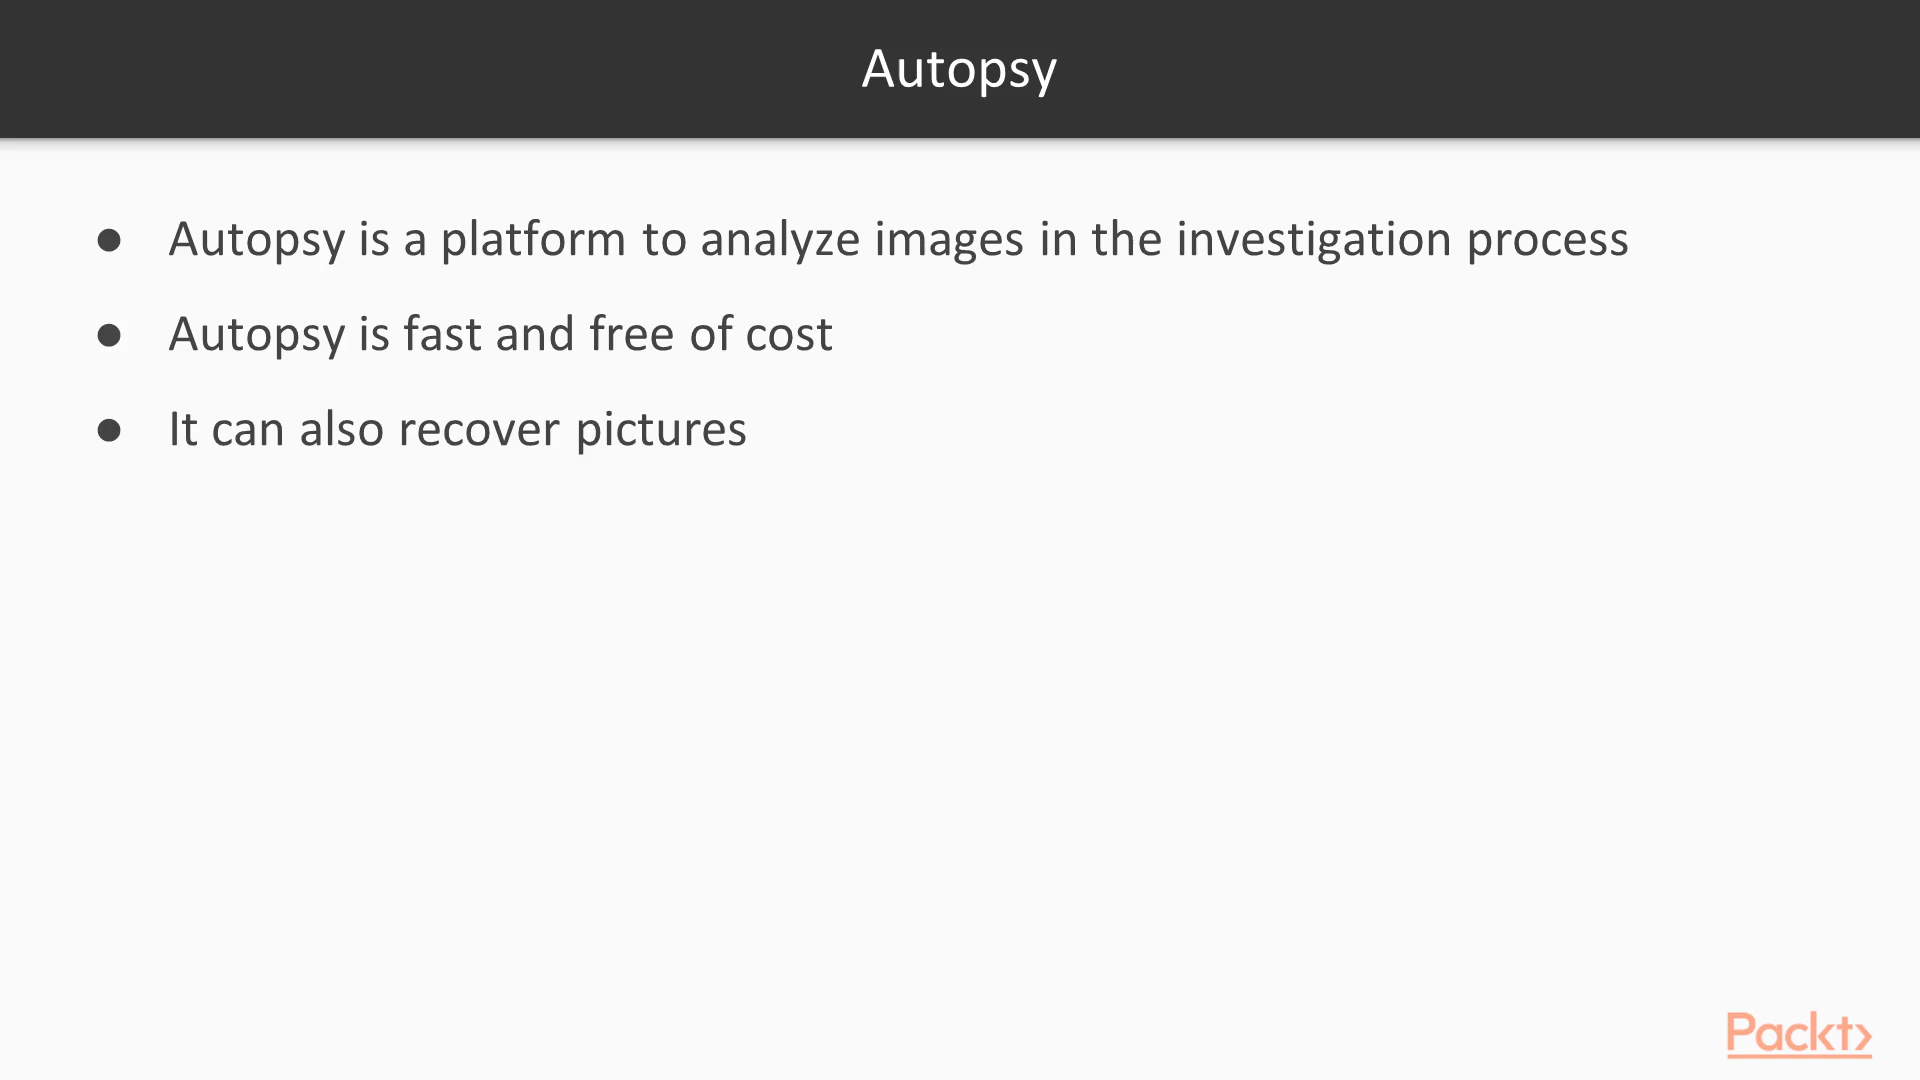 Autopsy
● Autopsy is a platform to analyze images in the investigation process
● Autopsy is fast and free of cost
● It can also recover pictures
Packt>